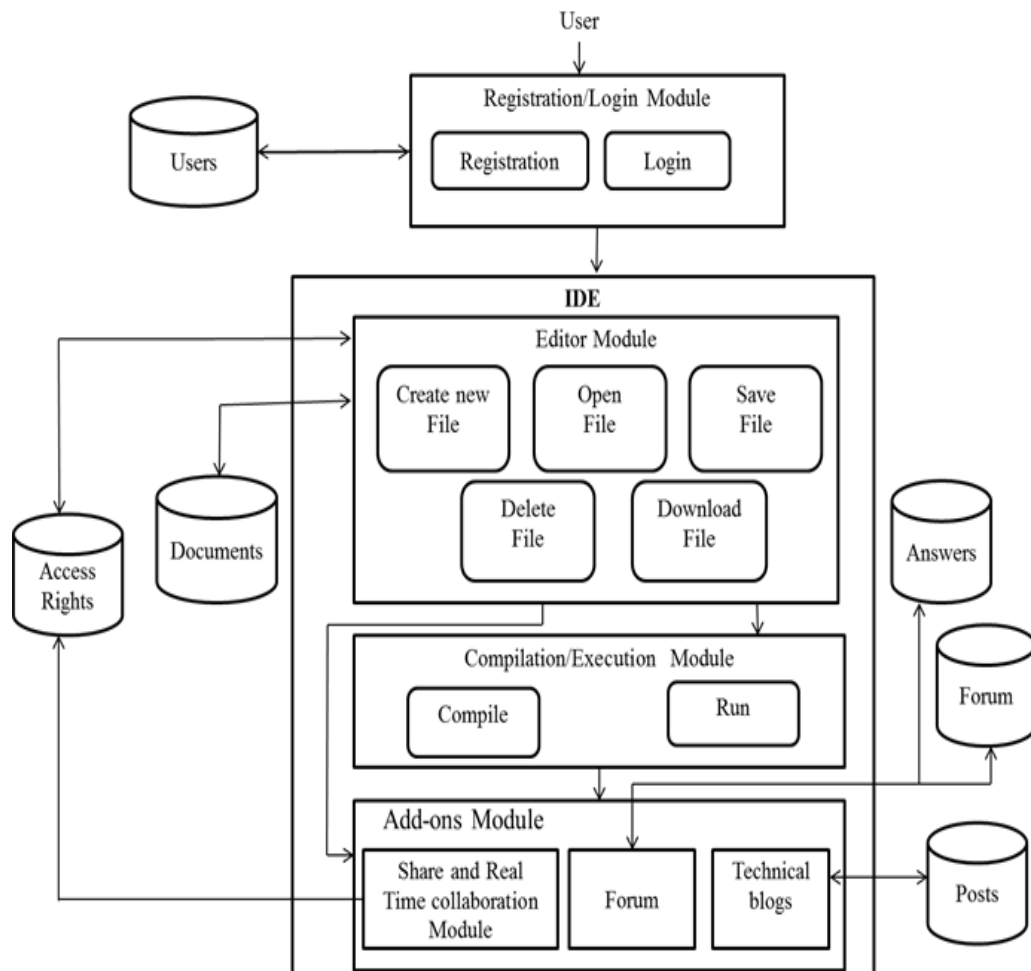 User
Registration/Login Module
Registration
Login
Users
IDE
Editor Module
Create new
File
Open
File
Save
File
Delete
File
Download
File
Documents
Access
Rights
Answers
Compilation/Execution Module
Compile
Run
Forum
Add-ons Module
Share and Real
Time collaboration
Module
Forum
Technical
blogs
Posts